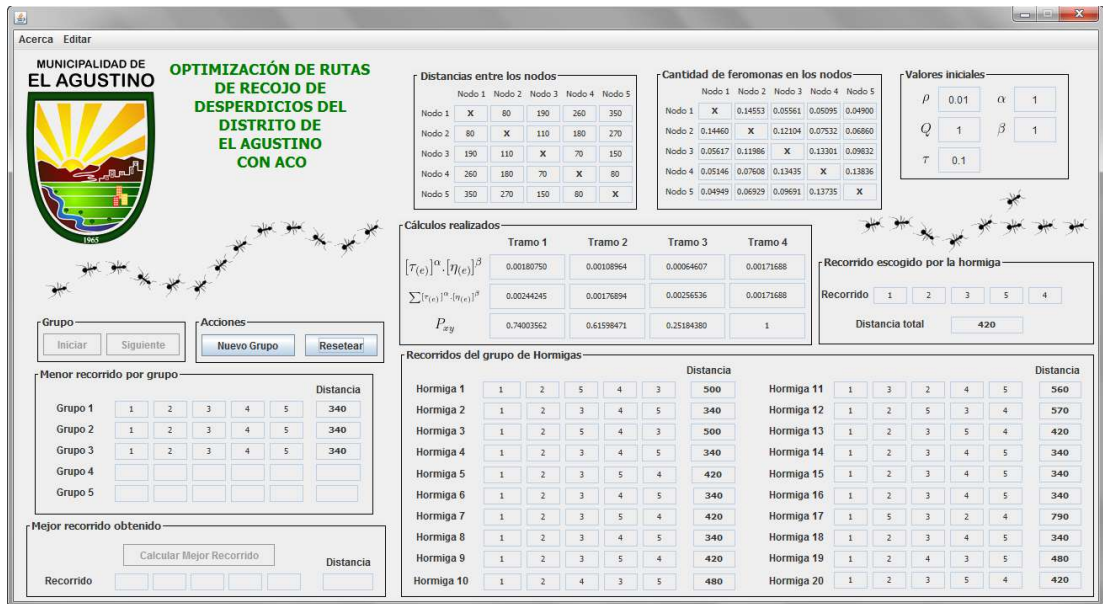 Acerca Editar
MUNICIPALIDAD DE
EL AGUSTINO
1965
OPTIMIZACIÓN DE RUTAS
DE RECOJO DE
DESPERDICIOS DEL
DISTRITO DE
EL AGUSTINO
CON ACO
Distancias entre los nodos
Nodo 1 Nodo 2 Nodo 3 Nodo 4 Nodo 5
Nodo 1 X 80 190 260 350
Nodo 2 80 X 110 180 270
Nodo 3 190 110 X 70 150
Nodo 4 260 180 70 X 80
Nodo 5 350 270 150 80 X
Cantidad de feromonas en los nodos
Nodo 1 Nodo 2 Nodo 3 Nodo 4 Nodo 5
Nodo 1 X 0.14553 0.05561 0.05095 0.04900
Nodo 2 0.14460 X 0.12104 0.07532 0.06860
Nodo 3 0.05617 0.11986 X 0.13301 0.09832
Nodo 4 0.05146 0.07608 0.13435 X 0.13836
Nodo 5 0.04949 0.06929 0.09691 0.13735 X
Valores iniciales
ρ 0.01 α 1
Q 1 β 1
τ 0.1
Cálculos realizados
Tramo 1 Tramo 2 Tramo 3 Tramo 4
[τ(e)]^α.[η(e)]^β 0.00180750 0.00108964 0.00064607 0.00171688
∑[τ(e)]^α.[η(e)]^β 0.00244245 0.00176894 0.00256536 0.00171688
Pxy 0.74003562 0.61598471 0.25184380 1
Recorrido escogido por la hormiga
Recorrido 1 2 3 5 4
Distancia total 420
Grupo
Iniciar Siguiente
Acciones
Nuevo Grupo Resetear
Menor recorrido por grupo
Distancia
Grupo 1 1 2 3 4 5 340
Grupo 2 1 2 3 4 5 340
Grupo 3 1 2 3 4 5 340
Grupo 4
Grupo 5
Mejor recorrido obtenido
Calcular Mejor Recorrido
Distancia
Recorrido
Recorridos del grupo de Hormigas
Distancia
Hormiga 1 1 2 5 4 3 500
Hormiga 2 1 2 3 4 5 340
Hormiga 3 1 2 5 4 3 500
Hormiga 4 1 2 3 4 5 340
Hormiga 5 1 2 3 5 4 420
Hormiga 6 1 2 3 4 5 340
Hormiga 7 1 2 3 5 4 420
Hormiga 8 1 2 3 4 5 340
Hormiga 9 1 2 3 5 4 420
Hormiga 10 1 2 4 3 5 480
Distancia
Hormiga 11 1 3 2 4 5 560
Hormiga 12 1 2 5 3 4 570
Hormiga 13 1 2 3 5 4 420
Hormiga 14 1 2 3 4 5 340
Hormiga 15 1 2 3 4 5 340
Hormiga 16 1 2 3 4 5 340
Hormiga 17 1 5 3 2 4 790
Hormiga 18 1 2 3 4 5 340
Hormiga 19 1 2 4 3 5 480
Hormiga 20 1 2 3 5 4 420